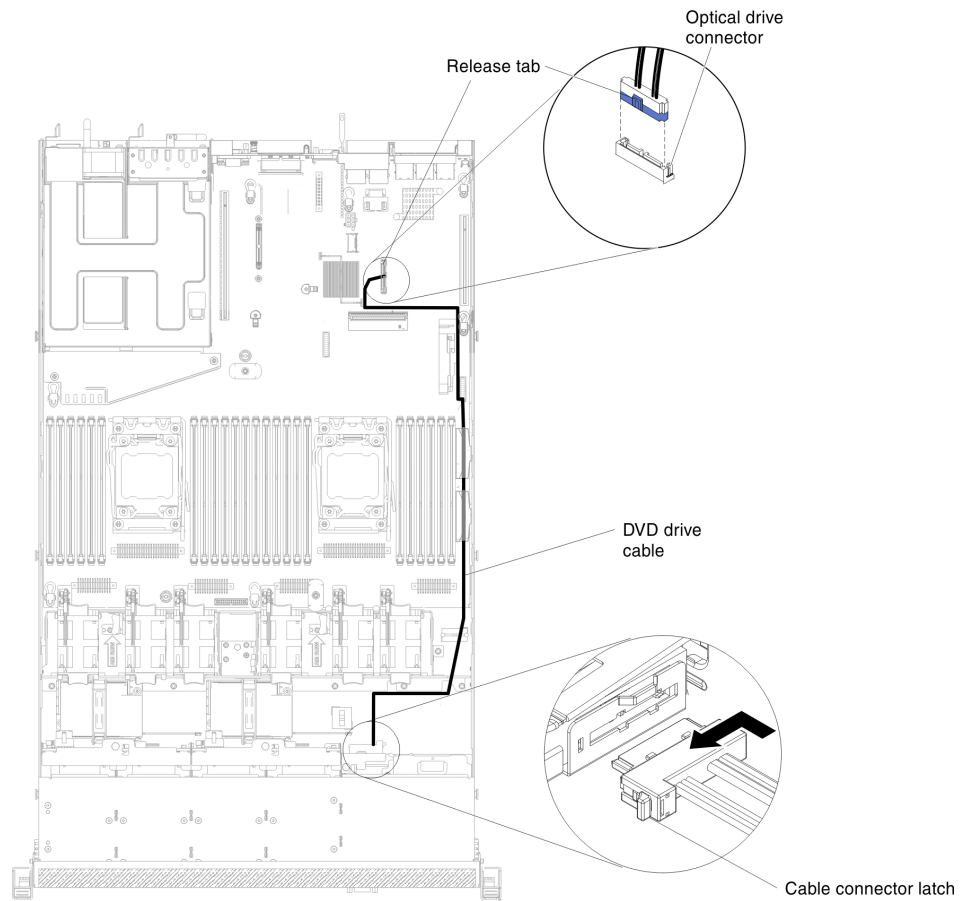 Optical drive
connector
Release tab
DVD drive
cable
Cable connector latch